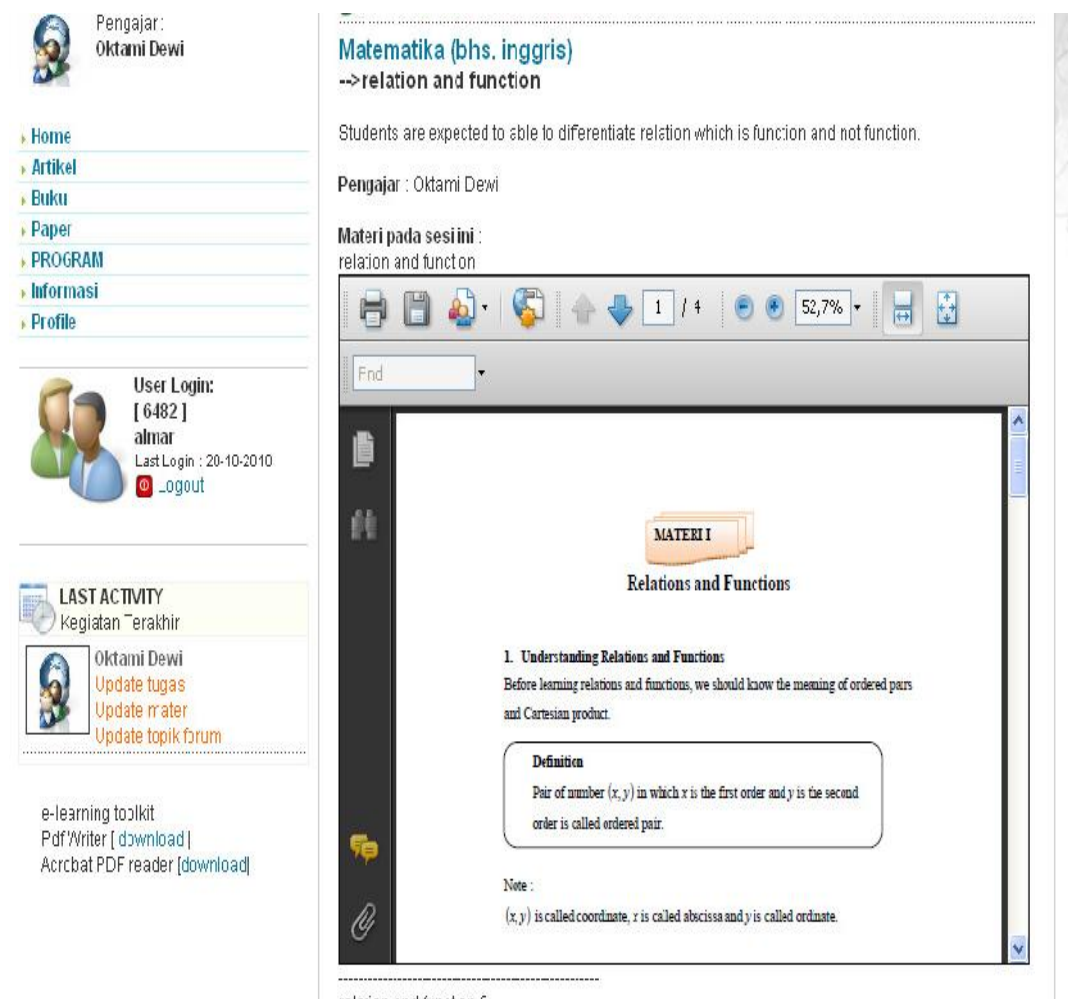 Pengajar:
Oktami Dewi
Home
Artikel
Buku
Paper
PROGRAM
Informasi
Profile
User Login:
[ 6482 ]
almar
Last Login : 20-10-2010
Logout
LAST ACTIVITY
Kegiatan Terakhir
Oktami Dewi
Update tugas
Update mater
Update topik forum
e-learning toolkit
Pdf Writer [ download ]
Acrobat PDF reader [download]
Matematika (bhs. inggris)
-->relation and function
Students are expected to able to differentiate relation which is function and not function.
Pengajar : Oktami Dewi
Materi pada sesi ini :
relation and function
1 / 4 52,7%
Find
MATERI I
Relations and Functions
1. Understanding Relations and Functions
Before learning relations and functions, we should know the meaning of ordered pairs
and Cartesian product.
Definition
Pair of number (x, y) in which x is the first order and y is the second
order is called ordered pair.
Note :
(x, y) is called coordinate, x is called abscissa and y is called ordinate.